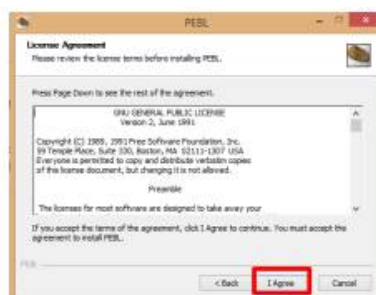 PEBL
License Agreement
Please review the license terms before installing PEBL.
Press Page Down to see the rest of the agreement.
GNU GENERAL PUBLIC LICENSE
Version 2, June 1991
Copyright (C) 1989, 1991 Free Software Foundation, Inc.
59 Temple Place, Suite 330, Boston, MA 02111-1307 USA
Everyone is permitted to copy and distribute verbatim copies
of this license document, but changing it is not allowed.
Preamble
The licenses for most software are designed to take away your
If you accept the terms of the agreement, click I Agree to continue. You must accept the
agreement to install PEBL.
PEBL
< Back
I Agree
Cancel